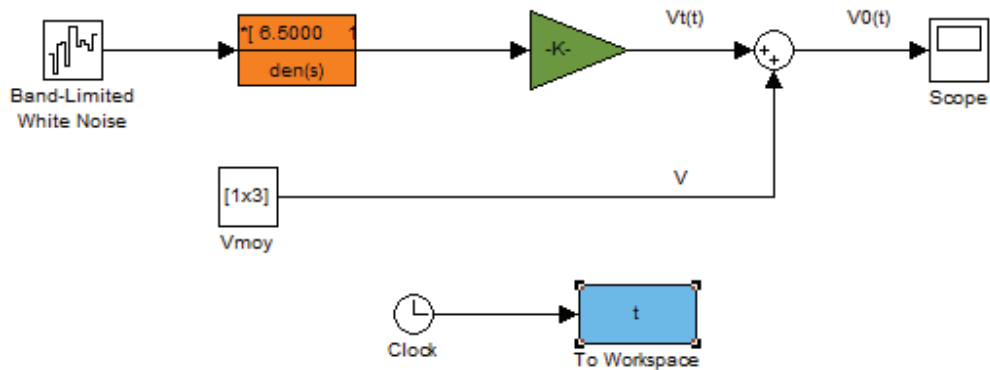 Vt(t)
V0(t)
*[ 6.5000 1
den(s)
-K-
+
+
Band-Limited
White Noise
Scope
V
[1x3]
Vmoy
t
Clock
To Workspace